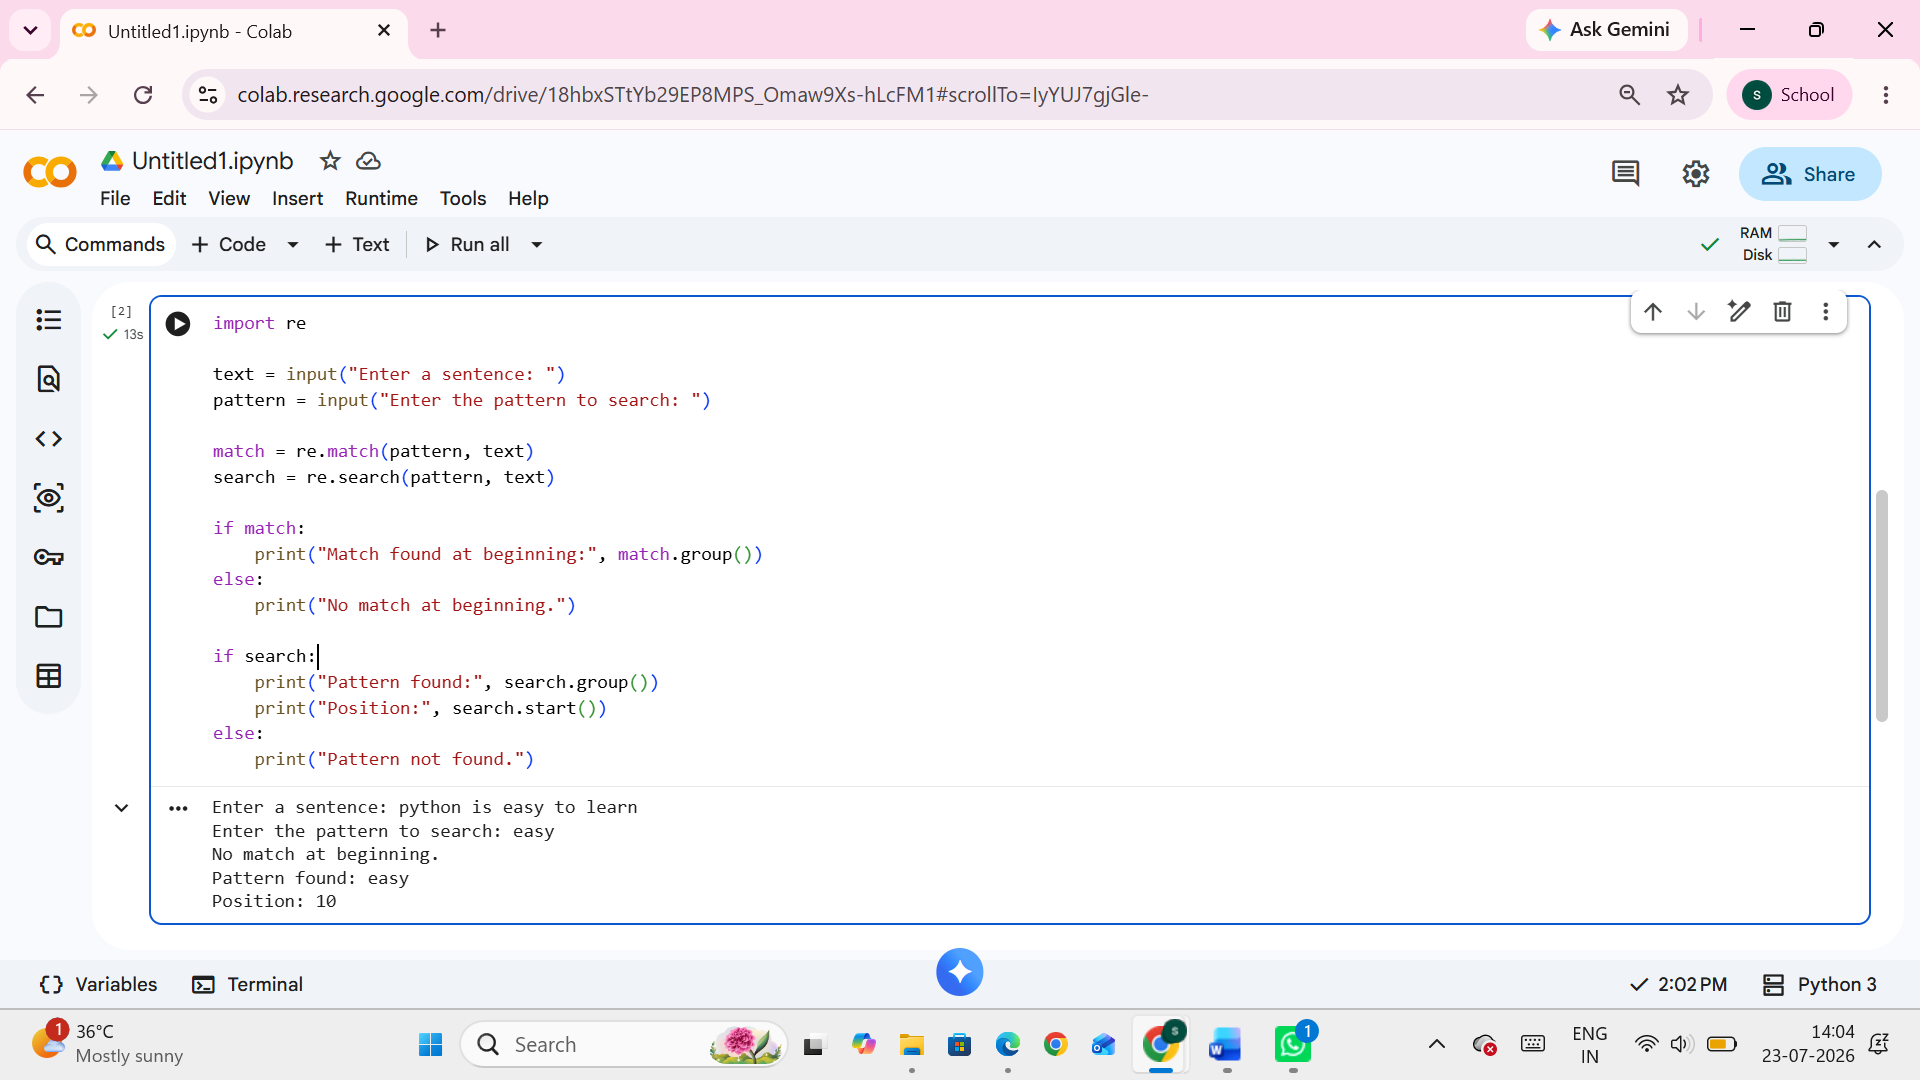 Untitled1.ipynb - Colab
Ask Gemini
colab.research.google.com/drive/18hbxSTtYb29EP8MPS_Omaw9Xs-hLcFM1#scrollTo=IyYUJ7gjGle-
S School
Untitled1.ipynb
File Edit View Insert Runtime Tools Help
Share
Commands + Code + Text Run all
RAM
Disk
[2]
13s
import re
text = input("Enter a sentence: ")
pattern = input("Enter the pattern to search: ")
match = re.match(pattern, text)
search = re.search(pattern, text)
if match:
    print("Match found at beginning:", match.group())
else:
    print("No match at beginning.")
if search:
    print("Pattern found:", search.group())
    print("Position:", search.start())
else:
    print("Pattern not found.")
Enter a sentence: python is easy to learn
Enter the pattern to search: easy
No match at beginning.
Pattern found: easy
Position: 10
Variables Terminal
2:02 PM Python 3
1
36°C
Mostly sunny
Search
S
1
ENG
IN
14:04
23-07-2026